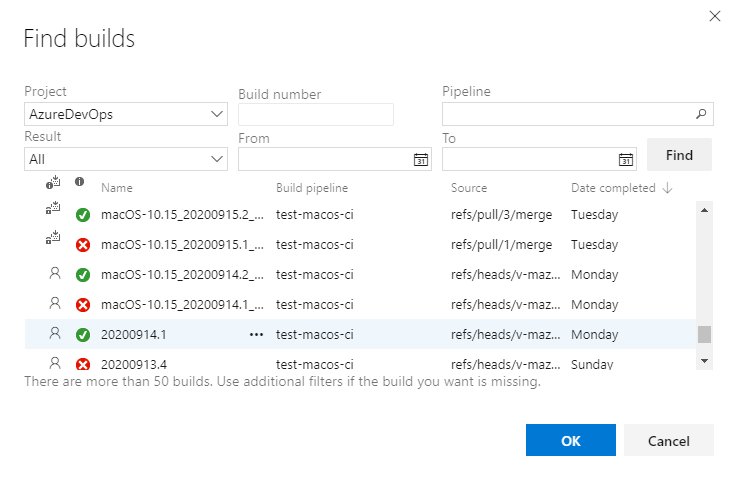 Find builds
Project Build number Pipeline
AzureDevOps
Result From To
All Find
Name Build pipeline Source Date completed
macOS-10.15_20200915.2_... test-macos-ci refs/pull/3/merge Tuesday
macOS-10.15_20200915.1_... test-macos-ci refs/pull/1/merge Tuesday
macOS-10.15_20200914.2_... test-macos-ci refs/heads/v-maz... Monday
macOS-10.15_20200914.1_... test-macos-ci refs/heads/v-maz... Monday
20200914.1 ••• test-macos-ci refs/heads/v-maz... Monday
20200913.4 test-macos-ci refs/heads/v-maz... Sunday
There are more than 50 builds. Use additional filters if the build you want is missing.
OK Cancel